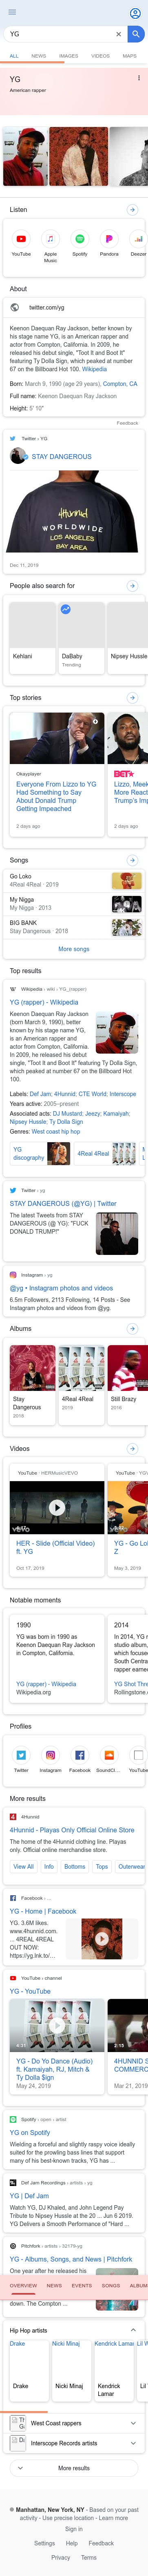 YG
ALL NEWS IMAGES VIDEOS MAPS
YG
American rapper
Listen
YouTube Apple Music Spotify Pandora Deezer
About
twitter.com/yg
Keenon Daequan Ray Jackson, better known by
his stage name YG, is an American rapper and
actor from Compton, California. In 2009, he
released his debut single, "Toot It and Boot It"
featuring Ty Dolla Sign, which peaked at number
67 on the Billboard Hot 100. Wikipedia
Born: March 9, 1990 (age 29 years), Compton, CA
Full name: Keenon Daequan Ray Jackson
Height: 5′ 10″
Feedback
Twitter › YG
STAY DANGEROUS
4hunnid
WORLDWIDE
LOS ANGELES
BAY AREA
Dec 11, 2018
People also search for
Kehlani
DaBaby
Trending
Nipsey Hussle
Top stories
Okayplayer
Everyone From Lizzo to YG
Had Something to Say
About Donald Trump
Getting Impeached
2 days ago
BET
Lizzo, Meek
More React
Trump's Imp
2 days ago
Songs
Go Loko
4Real 4Real · 2019
My Nigga
My Nigga · 2013
BIG BANK
Stay Dangerous · 2018
More songs
Top results
Wikipedia › wiki › YG_(rapper)
YG (rapper) - Wikipedia
Keenon Daequan Ray Jackson
(born March 9, 1990), better
known by his stage name YG,
is an American rapper and
actor from Compton, California.
In 2009, he released his debut
single, "Toot It and Boot It" featuring Ty Dolla Sign,
which peaked at number 67 on the Billboard Hot
100.
Labels: Def Jam; 4Hunnid; CTE World; Interscope
Years active: 2005–present
Associated acts: DJ Mustard; Jeezy; Kamaiyah;
Nipsey Hussle; Ty Dolla Sign
Genres: West coast hip hop
YG
discography
4Real 4Real
Twitter › yg
STAY DANGEROUS (@YG) | Twitter
The latest Tweets from STAY
DANGEROUS (@ YG): "FUCK
DONALD TRUMP!"
Instagram › yg
@yg • Instagram photos and videos
6.5m Followers, 2113 Following, 14 Posts - See
Instagram photos and videos from @yg.
Albums
Stay
Dangerous
2018
4Real 4Real
2019
Still Brazy
2016
Videos
YouTube · HERMusicVEVO
vevo
HER - Slide (Official Video)
ft. YG
Oct 17, 2019
YouTube · YG
YG - Go Lol
Z
May 3, 2019
Notable moments
1990
YG was born in 1990 as
Keenon Daequan Ray Jackson
in Compton, California.
YG (rapper) - Wikipedia
Wikipedia.org
2014
In 2014, YG r
studio album,
which focuse
South Centra
rapper earne
YG Shot Thre
Rollingstone.c
Profiles
Twitter Instagram Facebook SoundCl... YouTube
More results
4Hunnid
4Hunnid - Playas Only Official Online Store
The home of the 4Hunnid clothing line. Playas
Only. Official online merchandise store.
View All Info Bottoms Tops Outerwear
Facebook › ...
YG - Home | Facebook
YG. 3.6M likes.
www.4hunnid.com.
... 4REAL 4REAL
OUT NOW:
https://yg.lnk.to/...
YouTube › channel
YG - YouTube
4:31
YG - Do Yo Dance (Audio)
ft. Kamaiyah, RJ, Mitch &
Ty Dolla $ign
May 24, 2019
2:15
4HUNNID S
COMMERC
Mar 21, 2019
Spotify › open › artist
YG on Spotify
Wielding a forceful and slightly raspy voice ideally
suited for the pounding trap bass lines that support
many of his best-known tracks, YG has ...
Def Jam Recordings › artists › yg
YG | Def Jam
Watch YG, DJ Khaled, and John Legend Pay
Tribute to Nipsey Hussle at the 20 ... Jun 6 2019.
YG Delivers a Smooth Performance of "Hard ...
Pitchfork › artists › 32179-yg
YG - Albums, Songs, and News | Pitchfork
One year after he released his
OVERVIEW NEWS EVENTS SONGS ALBUM
down. The Compton ...
Hip Hop artists
Drake
Drake
Nicki Minaj
Nicki Minaj
Kendrick Lamar
Kendrick
Lamar
Lil W
Lil
West Coast rappers
Interscope Records artists
More results
Manhattan, New York, NY - Based on your past
activity - Use precise location - Learn more
Sign in
Settings Help Feedback
Privacy Terms